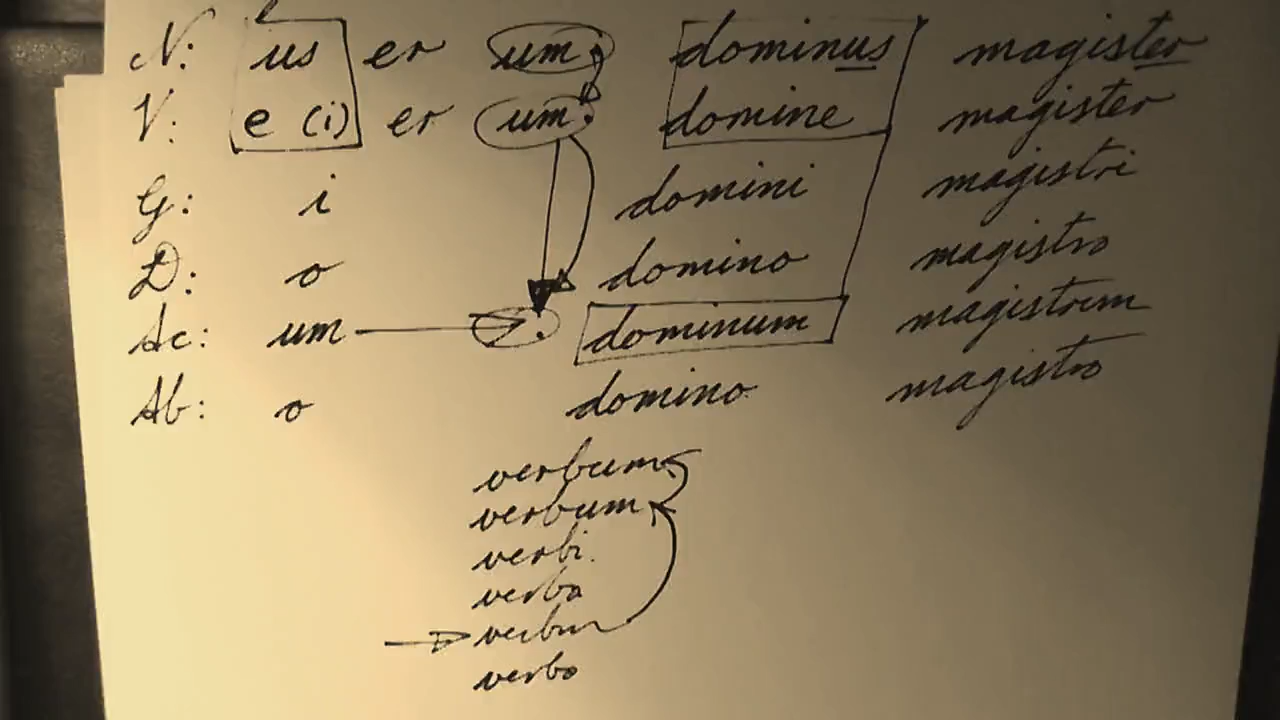 N: us er um dominus magister
V: e (i) er um domine magister
G: i domini magistri
D: o domino magistro
Ac: um dominum magistrum
Ab: o domino magistro
verbum
verbum
verbi
verbo
verbum
verbo